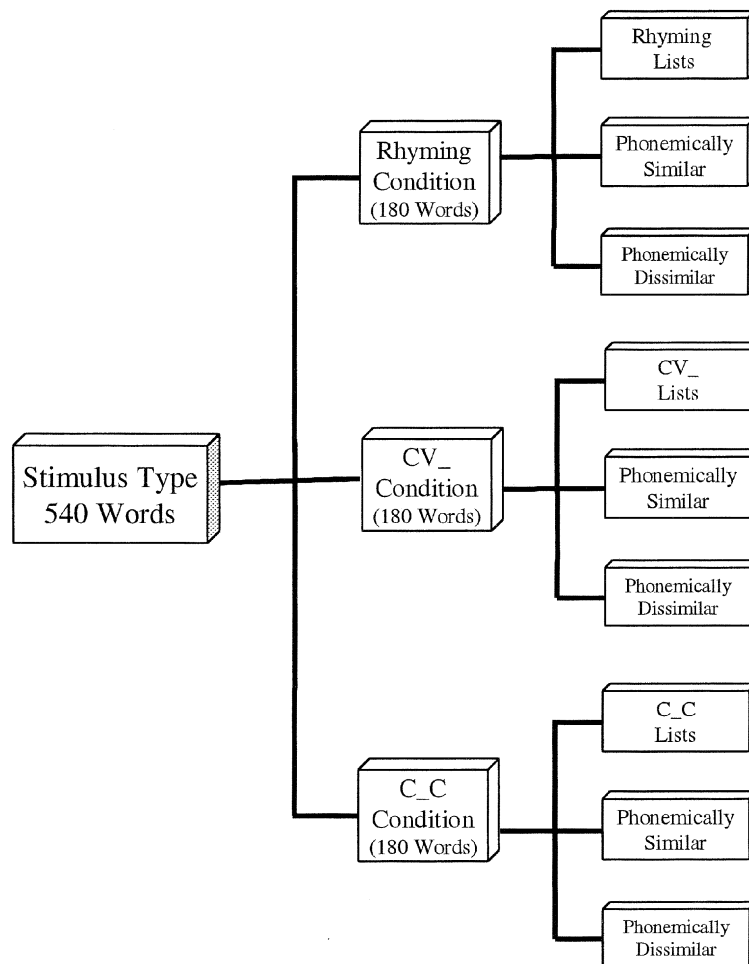 Stimulus Type
540 Words
Rhyming
Condition
(180 Words)
Rhyming
Lists
Phonemically
Similar
Phonemically
Dissimilar
CV_
Condition
(180 Words)
CV_
Lists
Phonemically
Similar
Phonemically
Dissimilar
C_C
Condition
(180 Words)
C_C
Lists
Phonemically
Similar
Phonemically
Dissimilar